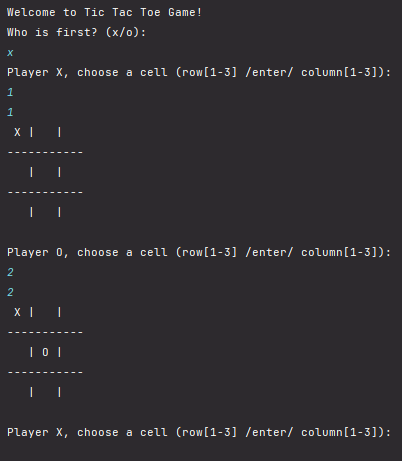 Welcome to Tic Tac Toe Game!
Who is first? (x/o):
x
Player X, choose a cell (row[1-3] /enter/ column[1-3]):
1
1
 X |   |
-----------
   |   |
-----------
   |   |

Player O, choose a cell (row[1-3] /enter/ column[1-3]):
2
2
 X |   |
-----------
   | O |
-----------
   |   |

Player X, choose a cell (row[1-3] /enter/ column[1-3]):